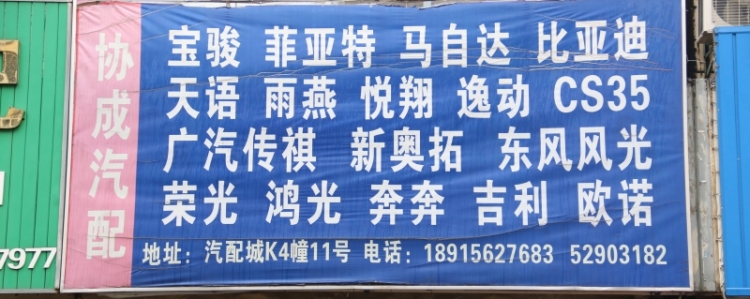 协成汽配
宝骏 菲亚特 马自达 比亚迪
天语 雨燕 悦翔 逸动 CS35
广汽传祺 新奥拓 东风风光
荣光 鸿光 奔奔 吉利 欧诺
地址：汽配城K4幢11号 电话：18915627683 52903182
7977